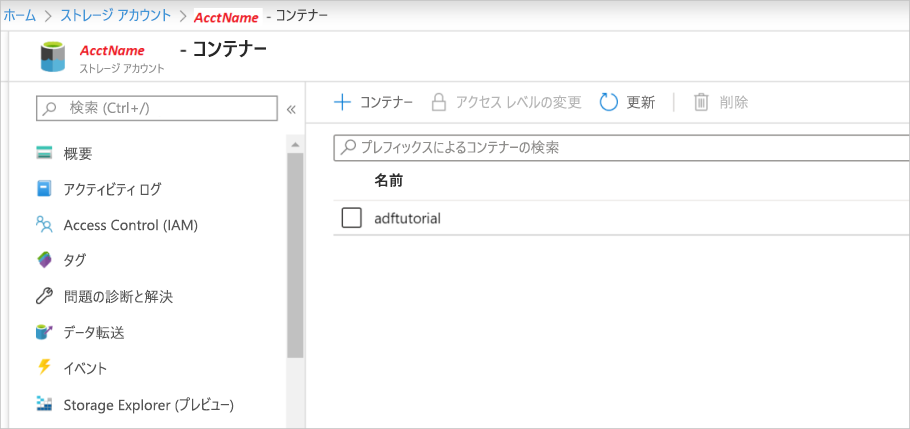 ホーム > ストレージ アカウント > AcctName - コンテナー
AcctName - コンテナー
ストレージ アカウント
検索 (Ctrl+/)
«
概要
アクティビティ ログ
Access Control (IAM)
タグ
問題の診断と解決
データ転送
イベント
Storage Explorer (プレビュー)
+ コンテナー アクセス レベルの変更 更新 削除
プレフィックスによるコンテナーの検索
名前
adftutorial